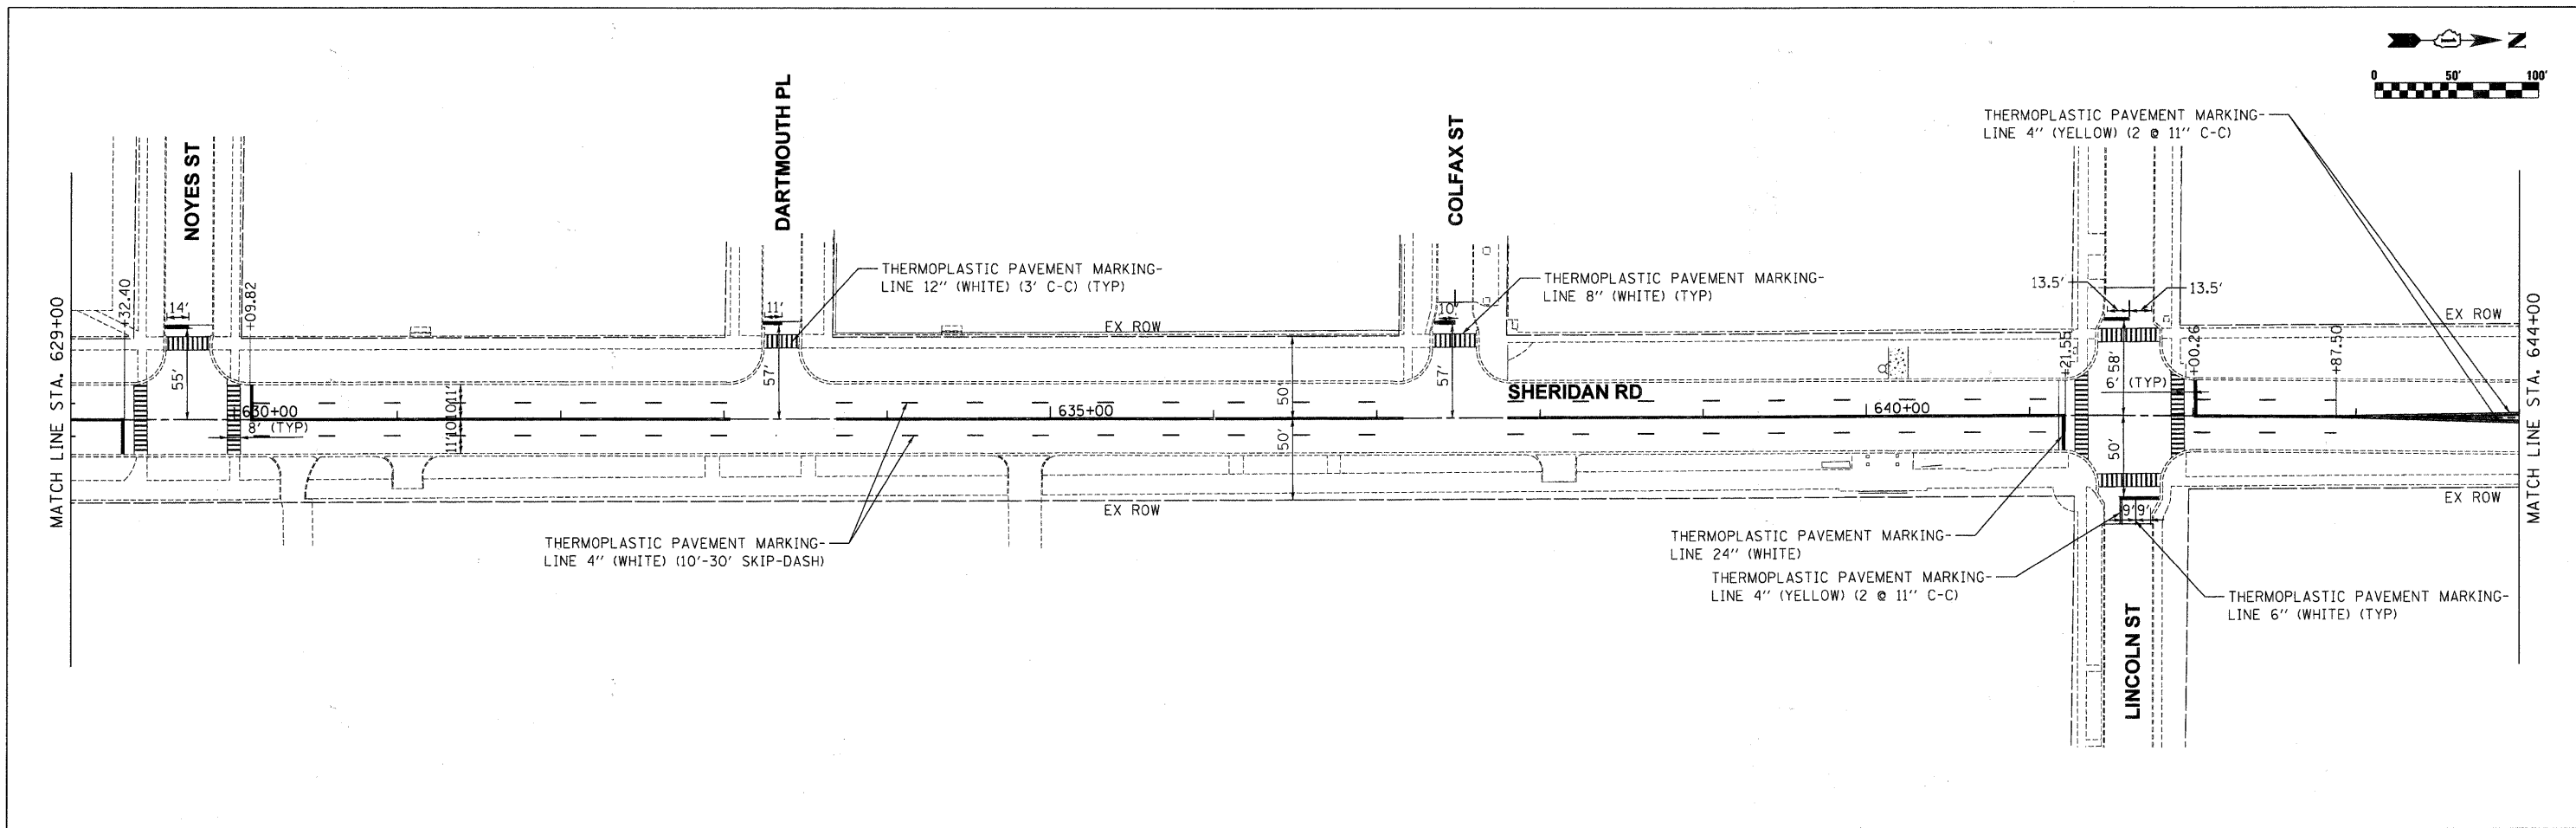 N
0 50' 100'
THERMOPLASTIC PAVEMENT MARKING-
LINE 4" (YELLOW) (2 @ 11" C-C)
NOYES ST
DARTMOUTH PL
COLFAX ST
THERMOPLASTIC PAVEMENT MARKING-
LINE 12" (WHITE) (3' C-C) (TYP)
THERMOPLASTIC PAVEMENT MARKING-
LINE 8" (WHITE) (TYP)
13.5'
13.5'
MATCH LINE STA. 629+00
+32.40
14'
+09.82
11'
10'
EX ROW
EX ROW
55'
57'
57'
50'
58'
6' (TYP)
+21.55
+00.26
+87.50
MATCH LINE STA. 644+00
SHERIDAN RD
630+00
635+00
640+00
8' (TYP)
11'
10'
10'
11'
50'
50'
EX ROW
EX ROW
9'
9'
THERMOPLASTIC PAVEMENT MARKING-
LINE 4" (WHITE) (10'-30' SKIP-DASH)
THERMOPLASTIC PAVEMENT MARKING-
LINE 24" (WHITE)
THERMOPLASTIC PAVEMENT MARKING-
LINE 4" (YELLOW) (2 @ 11" C-C)
THERMOPLASTIC PAVEMENT MARKING-
LINE 6" (WHITE) (TYP)
LINCOLN ST